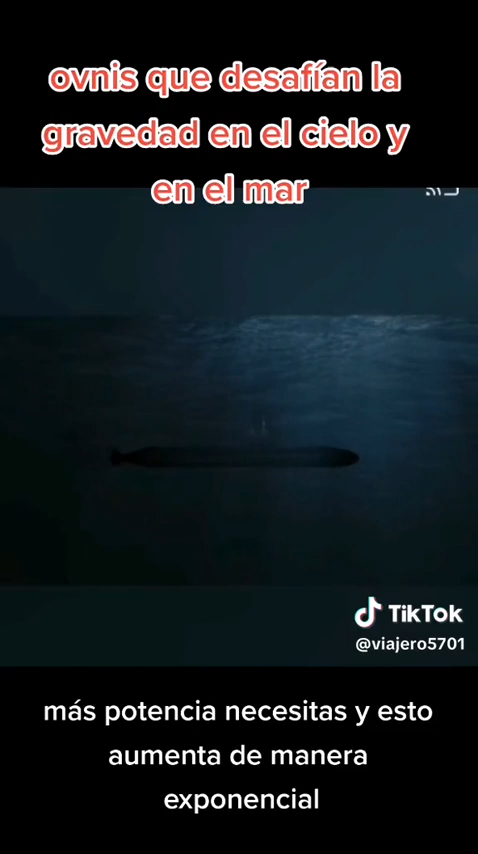 ovnis que desafían la
gravedad en el cielo y
en el mar
TikTok
@viajero5701
más potencia necesitas y esto
aumenta de manera
exponencial